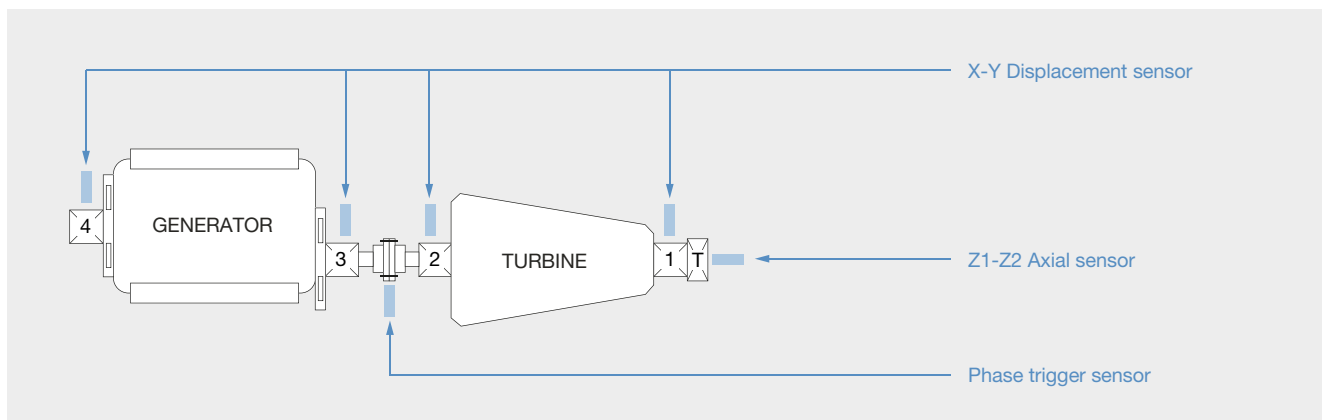 X-Y Displacement sensor
GENERATOR
4
3
2
TURBINE
1
T
Z1-Z2 Axial sensor
Phase trigger sensor